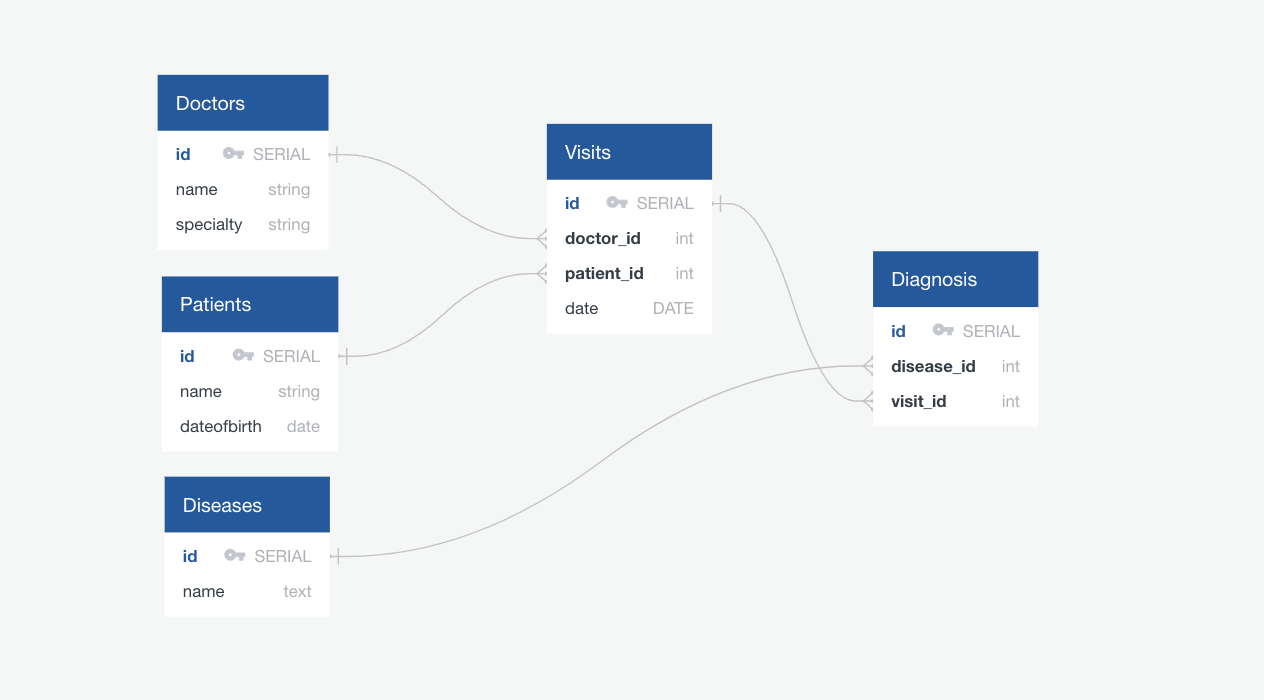 Doctors
id SERIAL
name string
specialty string
Patients
id SERIAL
name string
dateofbirth date
Diseases
id SERIAL
name text
Visits
id SERIAL
doctor_id int
patient_id int
date DATE
Diagnosis
id SERIAL
disease_id int
visit_id int